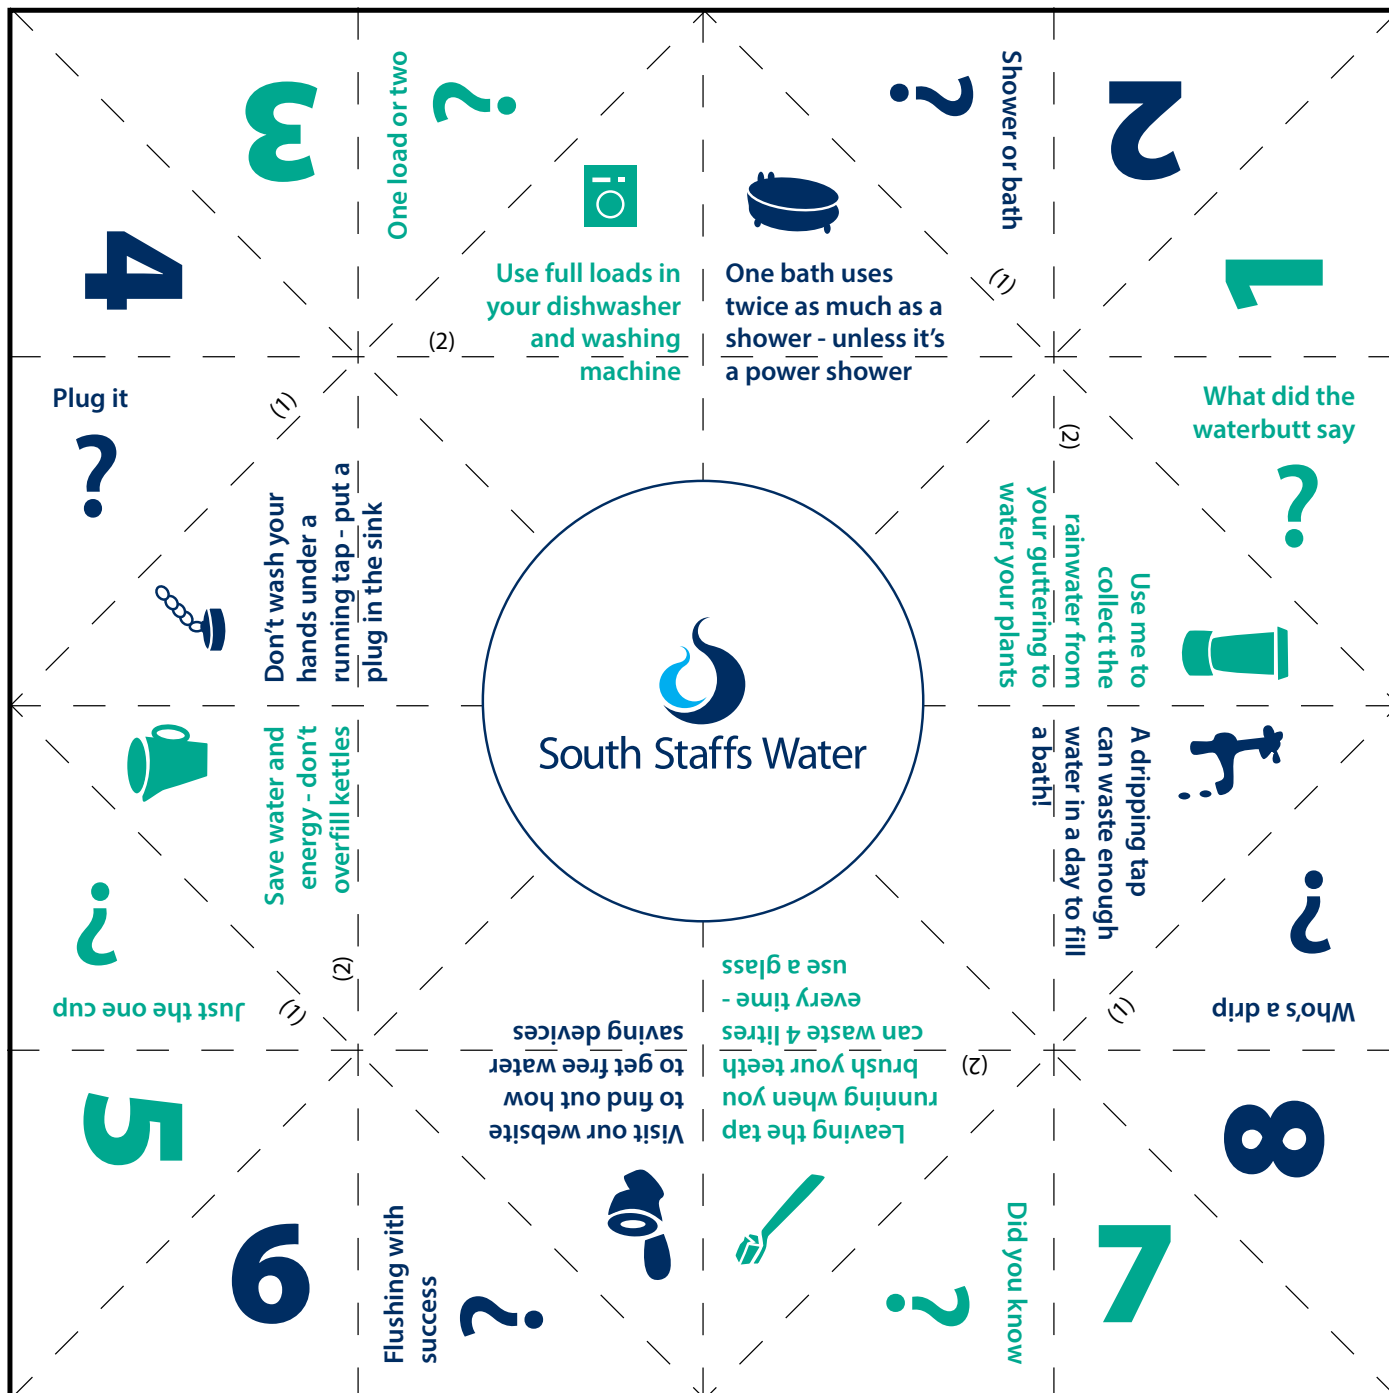 3
One load or two
?
?
Shower or bath
2
4
1
Use full loads in
your dishwasher
and washing
machine
One bath uses
twice as much as a
shower - unless it's
a power shower
(1)
(2)
Plug it
?
(1)
Don't wash your
hands under a
running tap - put a
plug in the sink
(2)
What did the
waterbutt say
?
Use me to
collect the
rainwater from
your guttering to
water your plants
South Staffs Water
Save water and
energy - don't
overfill kettles
?
Just the one cup
(1)
(2)
A dripping tap
can waste enough
water in a day to fill
a bath!
?
Who's a drip
(1)
5
6
Flushing with
success
?
Visit our website
to find out how
to get free water
saving devices
Leaving the tap
running when you
brush your teeth
can waste 4 litres
every time -
use a glass
(2)
?
Did you know
7
8